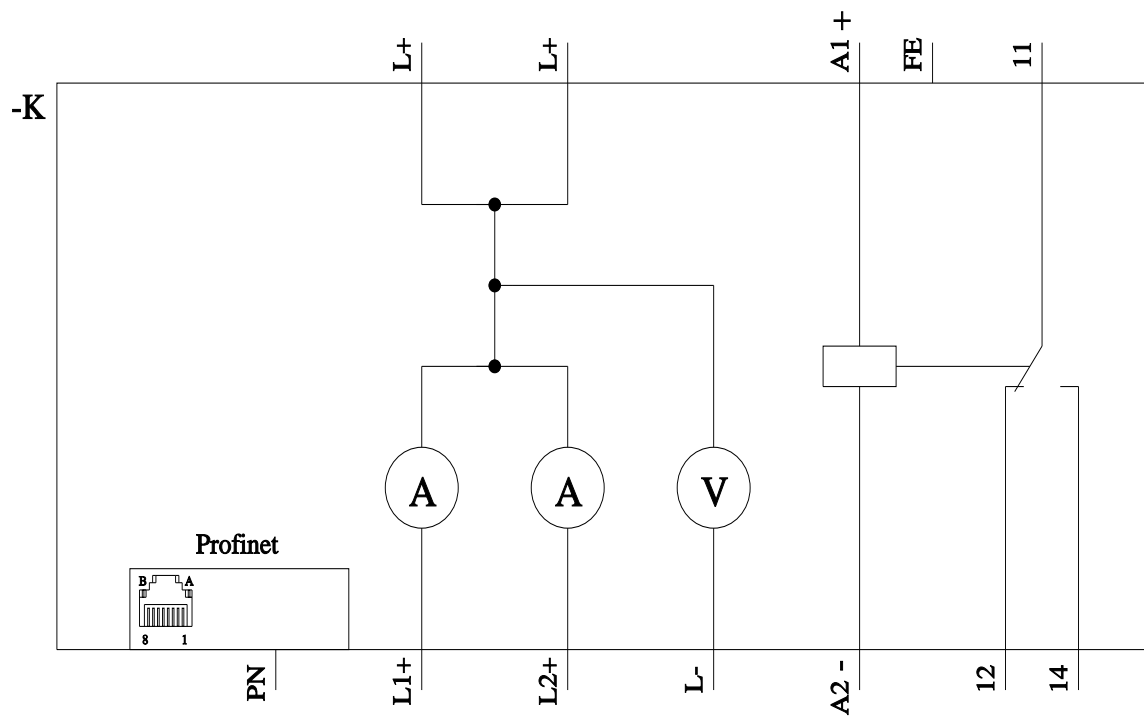 L+
L+
A1 +
FE
11
-K
A
A
V
Profinet
B
A
8
1
PN
L1+
L2+
L-
A2 -
12
14